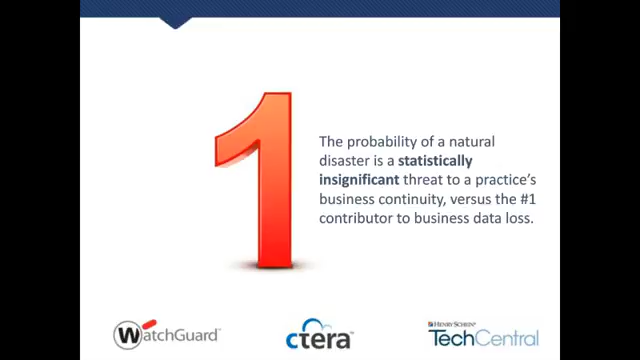 1
The probability of a natural
disaster is a statistically
insignificant threat to a practice's
business continuity, versus the #1
contributor to business data loss.
WatchGuard
ctera
HENRY SCHEIN
TechCentral